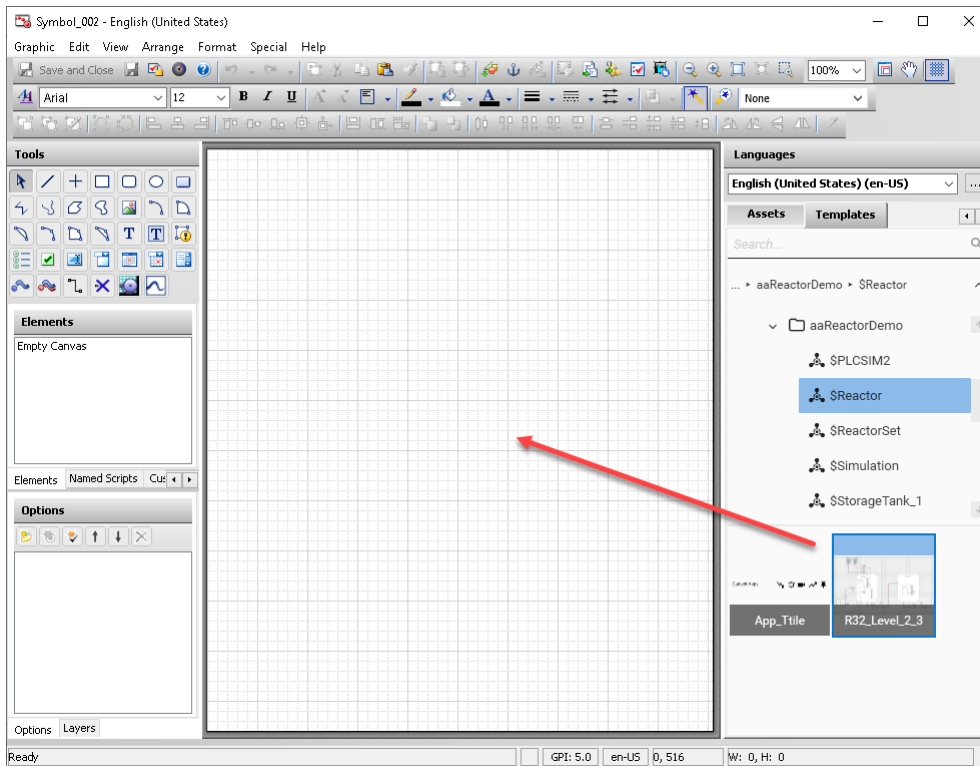 Symbol_002 - English (United States)
Graphic Edit View Arrange Format Special Help
Save and Close 100%
Arial 12 B I U A None
Tools
T T
Elements
Empty Canvas
Elements Named Scripts Cus
Options
Options Layers
Languages
English (United States) (en-US) ...
Assets Templates
Search...
... ▸ aaReactorDemo ▸ $Reactor
aaReactorDemo
$PLCSIM2
$Reactor
$ReactorSet
$Simulation
$StorageTank_1
App_Ttile R32_Level_2_3
Ready GPI: 5.0 en-US 0, 516 W: 0, H: 0